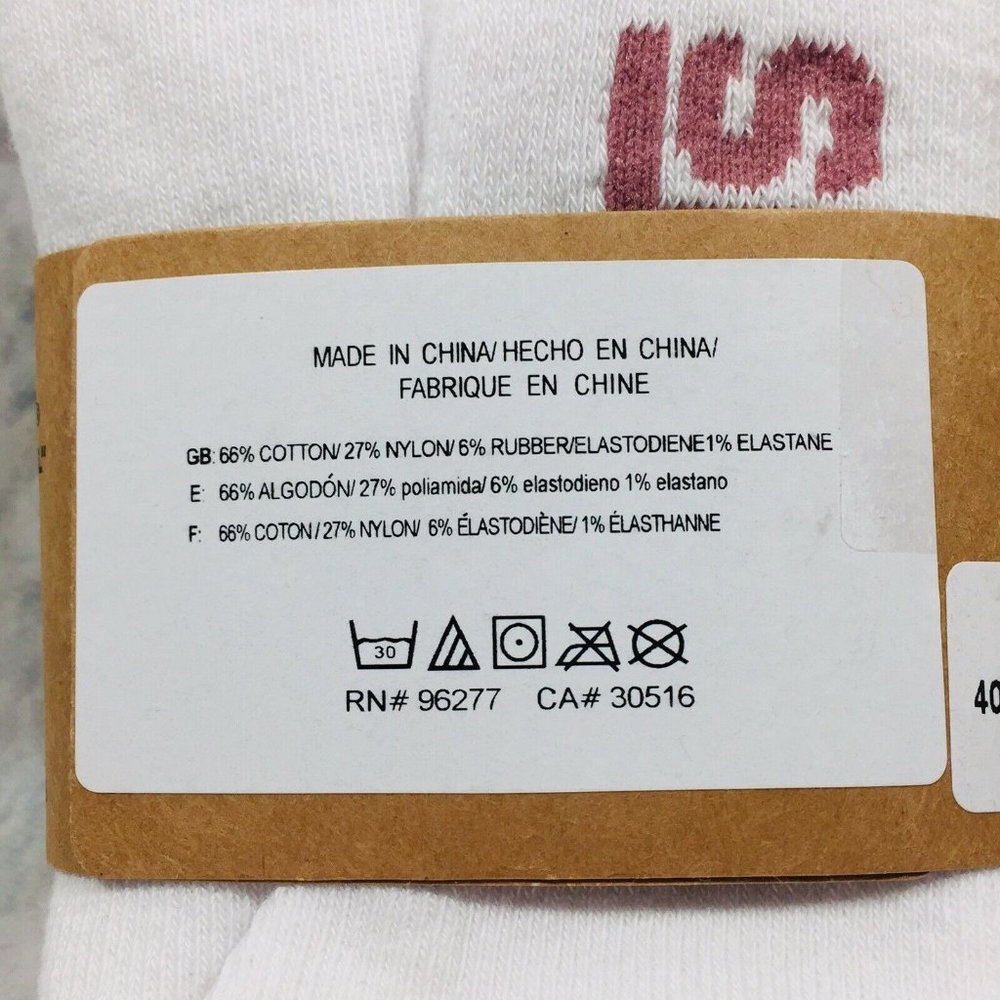 MADE IN CHINA/ HECHO EN CHINA/
FABRIQUE EN CHINE
GB: 66% COTTON/ 27% NYLON/ 6% RUBBER/ELASTODIENE1% ELASTANE
E: 66% ALGODÓN/ 27% poliamida/ 6% elastodieno 1% elastano
F: 66% COTON / 27% NYLON/ 6% ÉLASTODIÈNE/ 1% ÉLASTHANNE
30
RN# 96277 CA# 30516
40